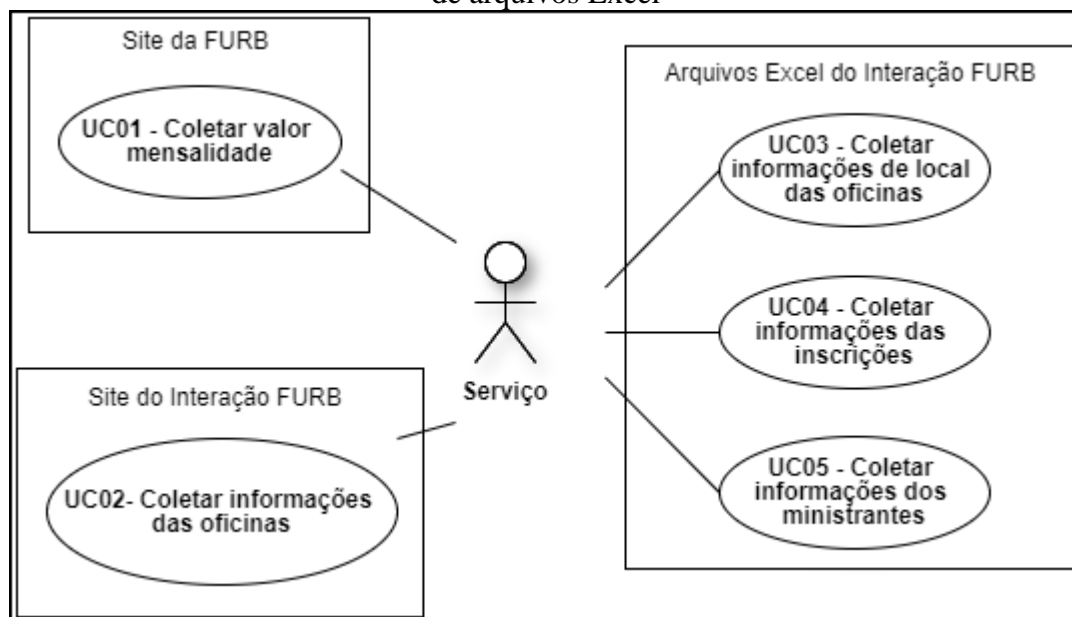 de arquivos Excel
Site da FURB
UC01 - Coletar valor
mensalidade
Arquivos Excel do Interação FURB
UC03 - Coletar
informações de local
das oficinas
UC04 - Coletar
informações das
inscrições
Serviço
Site do Interação FURB
UC02- Coletar informações
das oficinas
UC05 - Coletar
informações dos
ministrantes